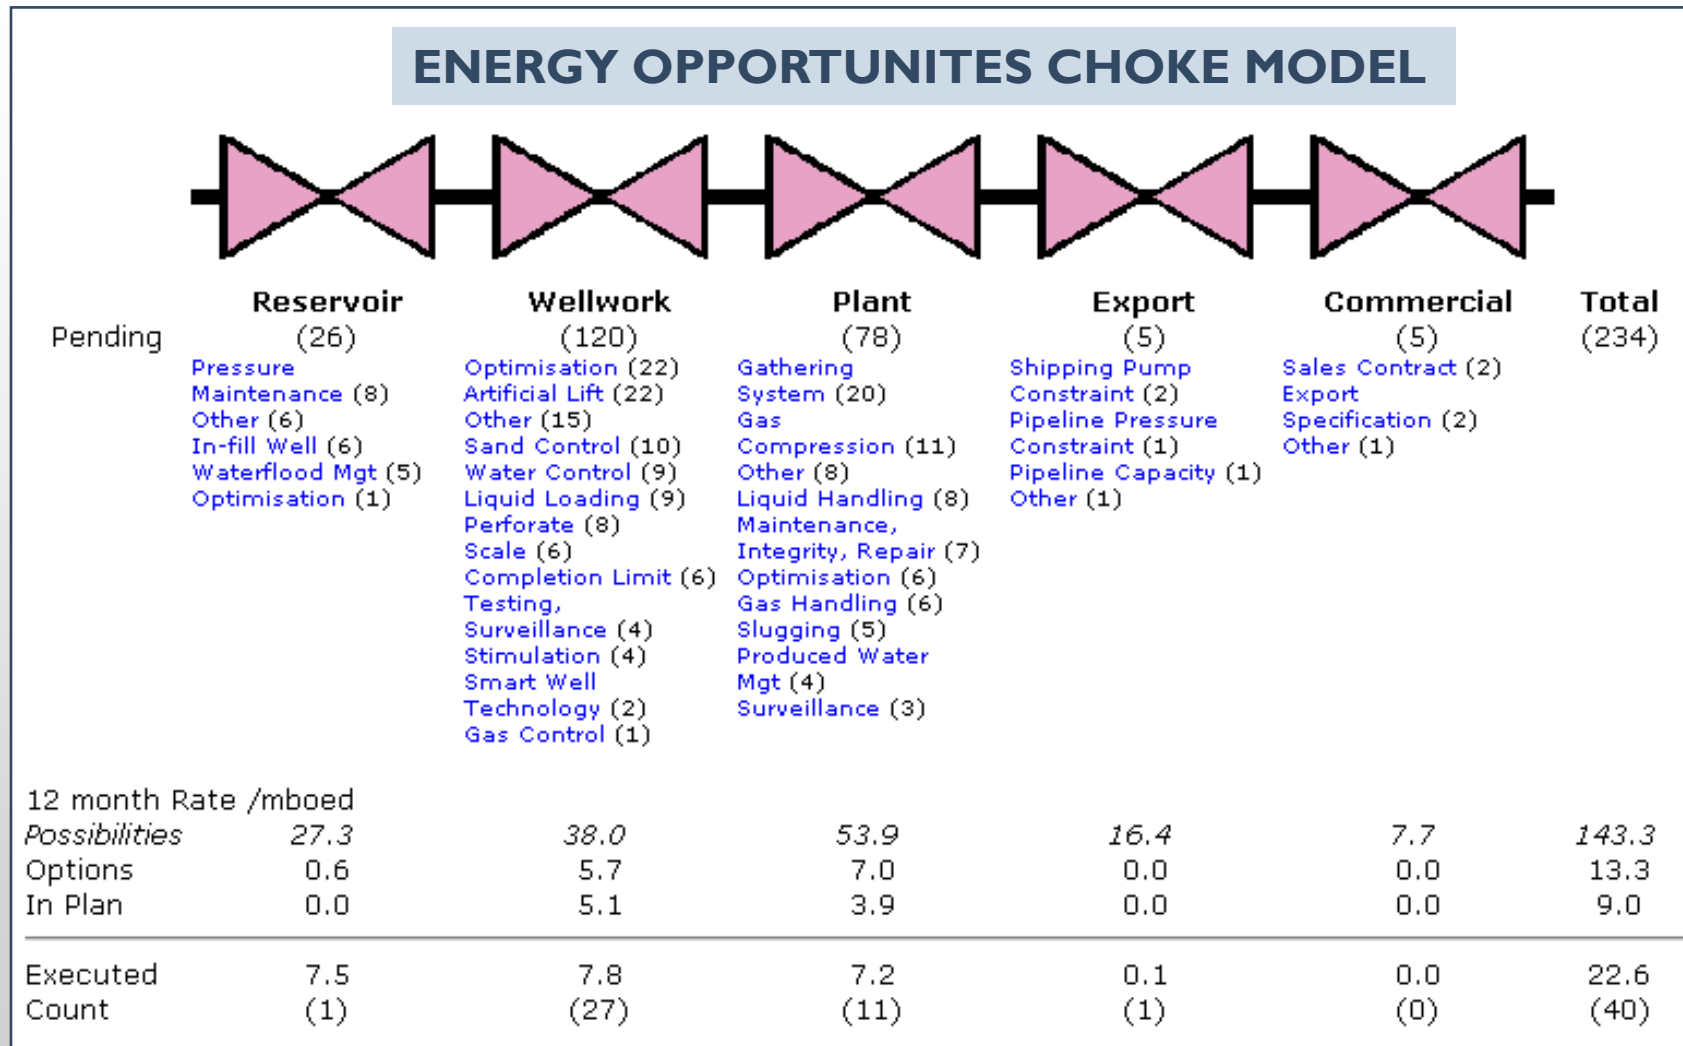 ENERGY OPPORTUNITES CHOKE MODEL
Reservoir Wellwork Plant Export Commercial Total
Pending (26) (120) (78) (5) (5) (234)
Pressure
Maintenance (8)
Other (6)
In-fill Well (6)
Waterflood Mgt (5)
Optimisation (1)
Optimisation (22)
Artificial Lift (22)
Other (15)
Sand Control (10)
Water Control (9)
Liquid Loading (9)
Perforate (8)
Scale (6)
Completion Limit (6)
Testing,
Surveillance (4)
Stimulation (4)
Smart Well
Technology (2)
Gas Control (1)
Gathering
System (20)
Gas
Compression (11)
Other (8)
Liquid Handling (8)
Maintenance,
Integrity, Repair (7)
Optimisation (6)
Gas Handling (6)
Slugging (5)
Produced Water
Mgt (4)
Surveillance (3)
Shipping Pump
Constraint (2)
Pipeline Pressure
Constraint (1)
Pipeline Capacity (1)
Other (1)
Sales Contract (2)
Export
Specification (2)
Other (1)
12 month Rate /mboed
Possibilities 27.3 38.0 53.9 16.4 7.7 143.3
Options 0.6 5.7 7.0 0.0 0.0 13.3
In Plan 0.0 5.1 3.9 0.0 0.0 9.0
Executed 7.5 7.8 7.2 0.1 0.0 22.6
Count (1) (27) (11) (1) (0) (40)